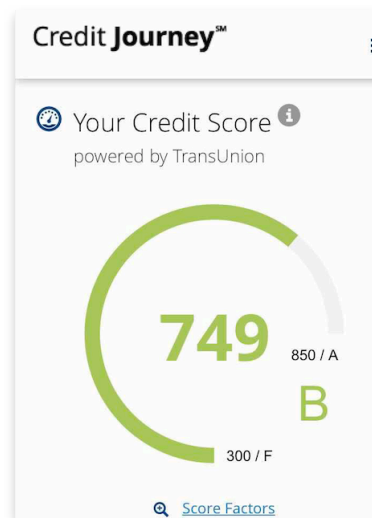 Credit Journey℠
Your Credit Score
powered by TransUnion
749
850 / A
B
300 / F
Score Factors